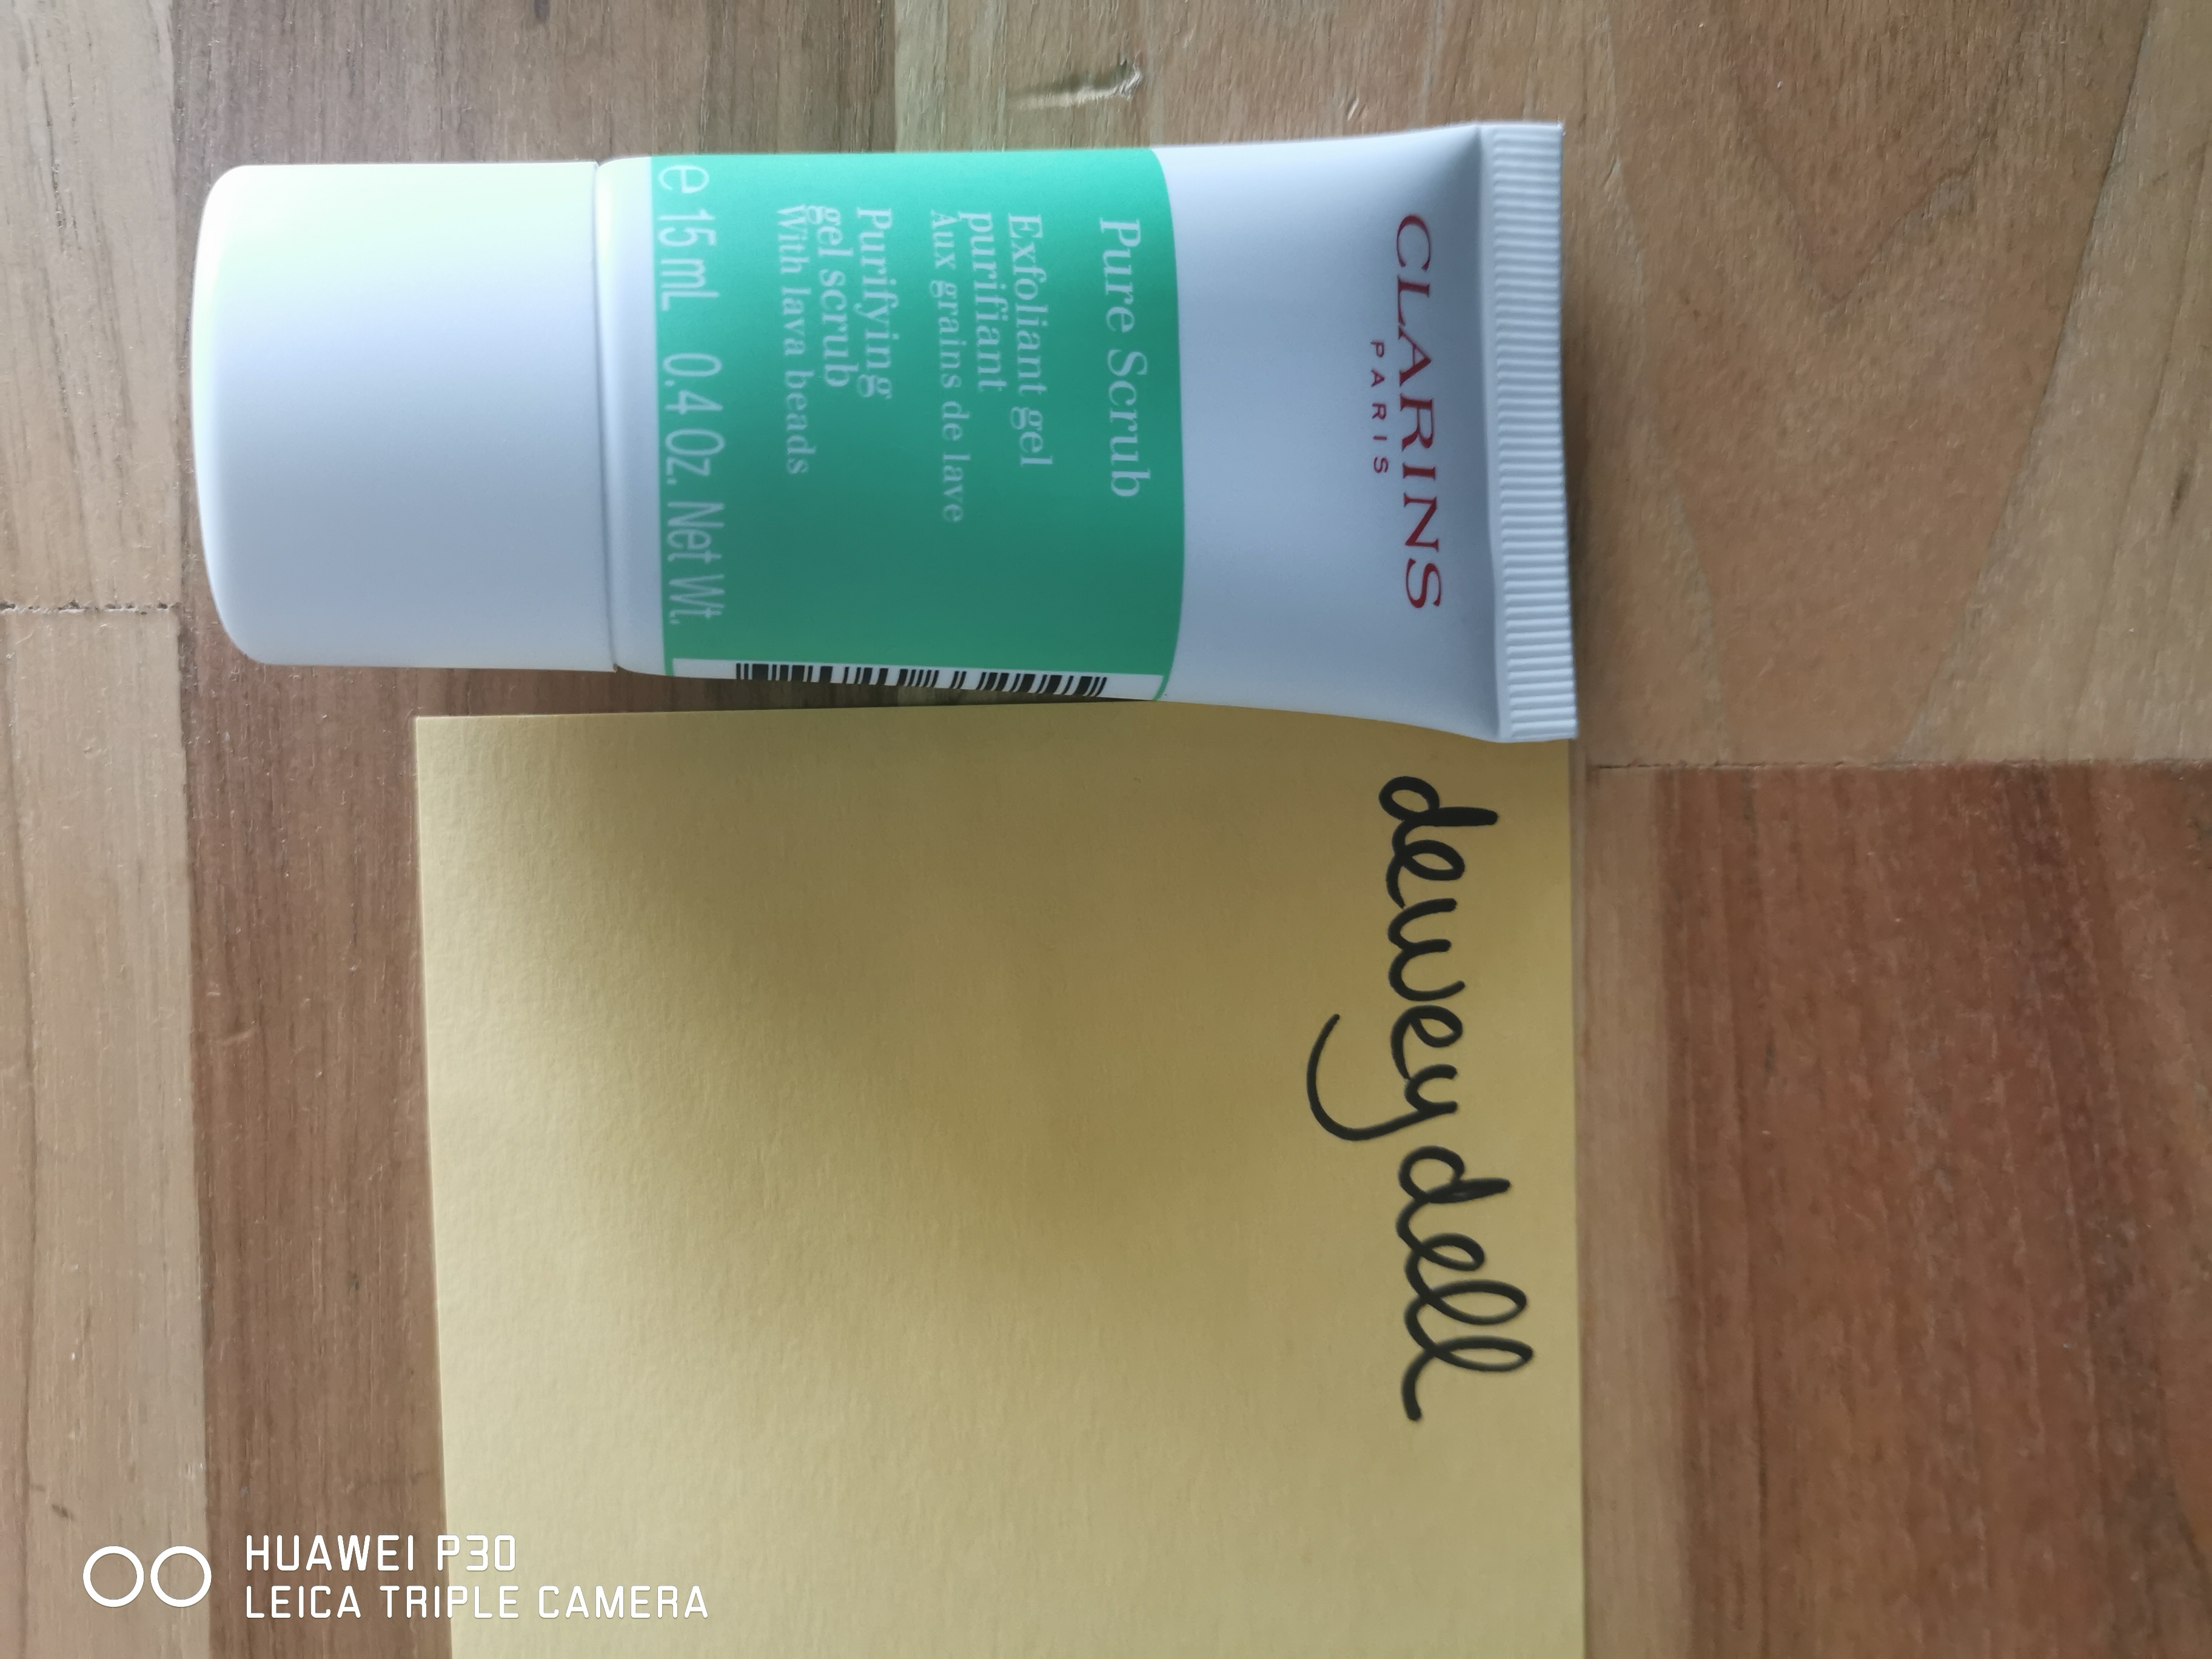 CLARINS
PARIS
Pure Scrub
Exfoliant gel
purifiant
Aux grains de lave
Purifying
gel scrub
With lava beads
e 15 mL 0.4 Oz. Net Wt.
deweydell
HUAWEI P30
LEICA TRIPLE CAMERA